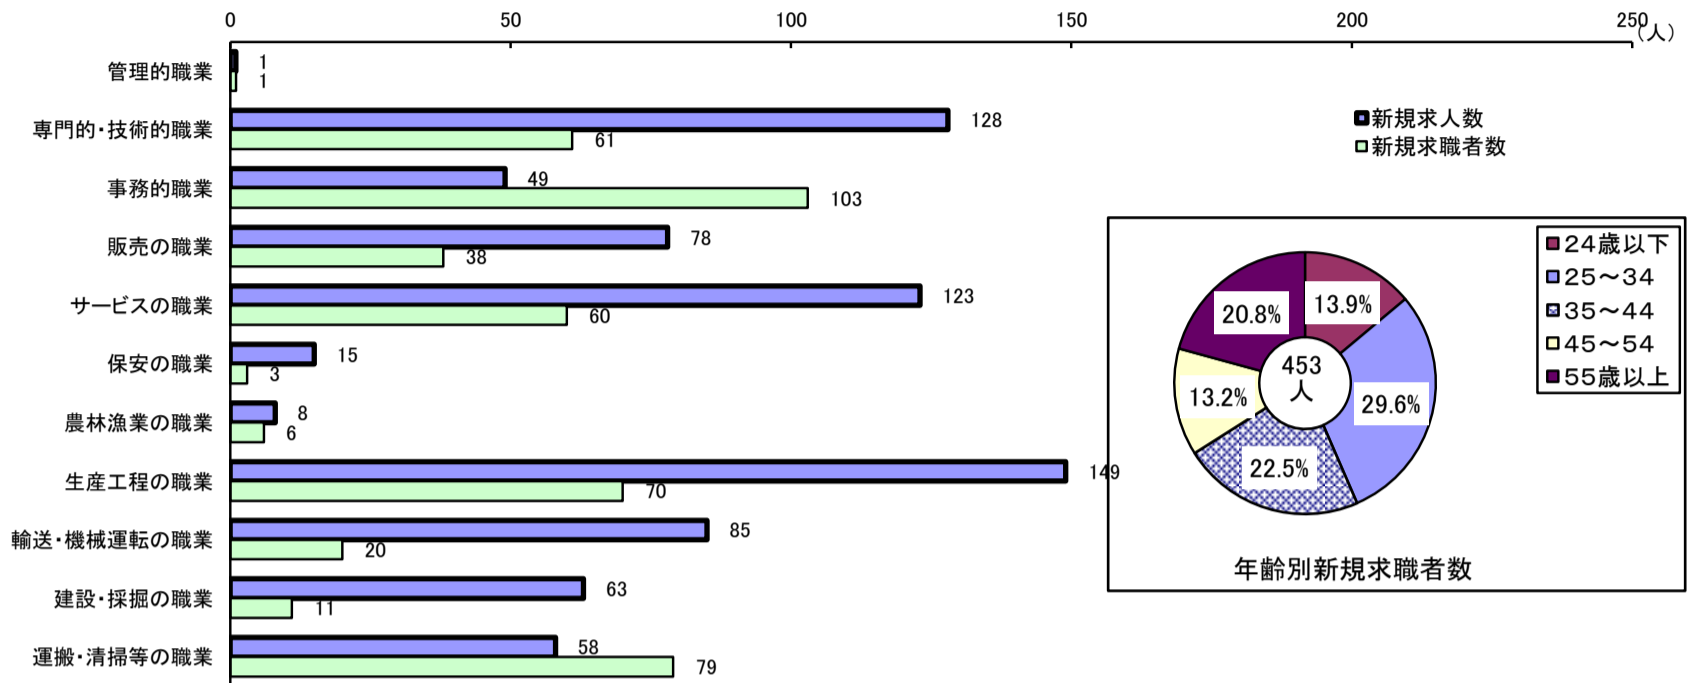 0 50 100 150 200 250
(人)
管理的職業 1
1
専門的・技術的職業 128
61
事務的職業 49
103
販売の職業 78
38
サービスの職業 123
60
保安の職業 15
3
農林漁業の職業 8
6
生産工程の職業 149
70
輸送・機械運転の職業 85
20
建設・採掘の職業 63
11
運搬・清掃等の職業 58
79
新規求人数
新規求職者数
24歳以下
25～34
35～44
45～54
55歳以上
13.9%
29.6%
22.5%
13.2%
20.8%
453
人
年齢別新規求職者数